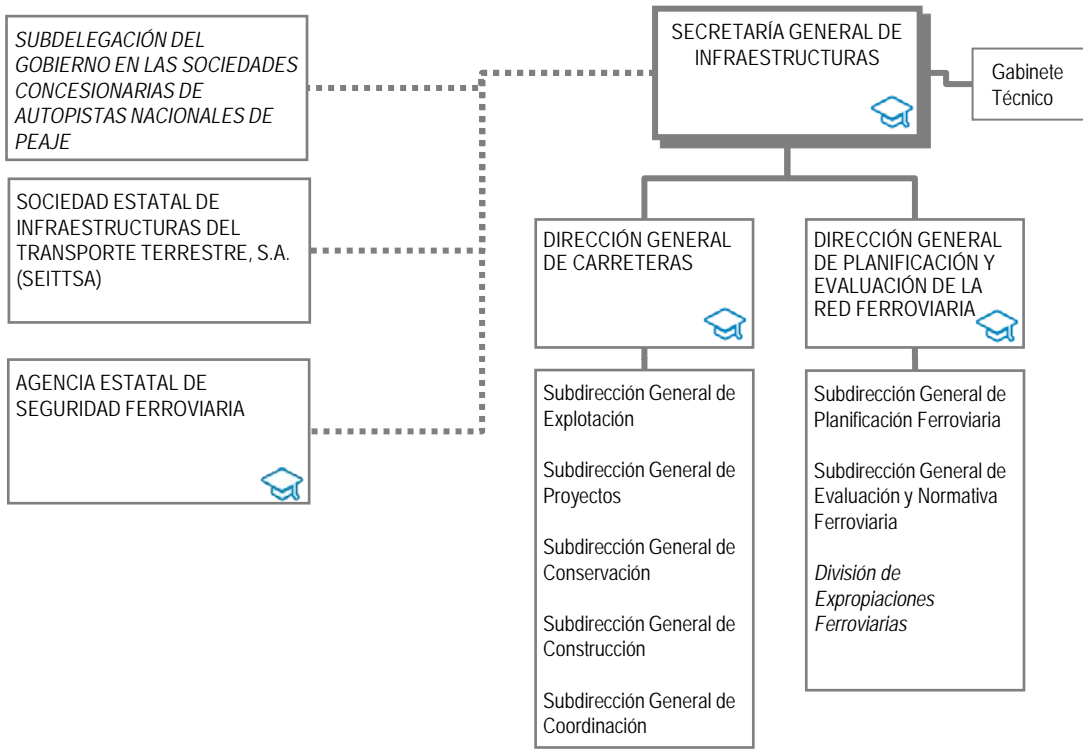 SUBDELEGACIÓN DEL
GOBIERNO EN LAS SOCIEDADES
CONCESIONARIAS DE
AUTOPISTAS NACIONALES DE
PEAJE
SECRETARÍA GENERAL DE
INFRAESTRUCTURAS
Gabinete
Técnico
SOCIEDAD ESTATAL DE
INFRAESTRUCTURAS DEL
TRANSPORTE TERRESTRE, S.A.
(SEITTSA)
AGENCIA ESTATAL DE
SEGURIDAD FERROVIARIA
DIRECCIÓN GENERAL
DE CARRETERAS
Subdirección General de
Explotación
Subdirección General de
Proyectos
Subdirección General de
Conservación
Subdirección General de
Construcción
Subdirección General de
Coordinación
DIRECCIÓN GENERAL
DE PLANIFICACIÓN Y
EVALUACIÓN DE LA
RED FERROVIARIA
Subdirección General de
Planificación Ferroviaria
Subdirección General de
Evaluación y Normativa
Ferroviaria
División de
Expropiaciones
Ferroviarias